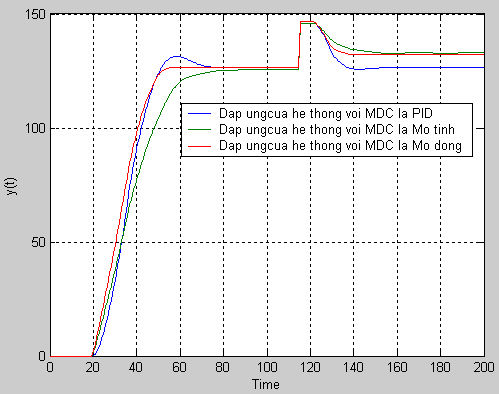 150
100
50
0
y(t)
Dap ungcua he thong voi MDC la PID
Dap ungcua he thong voi MDC la Mo tinh
Dap ungcua he thong voi MDC la Mo dong
0 20 40 60 80 100 120 140 160 180 200
Time